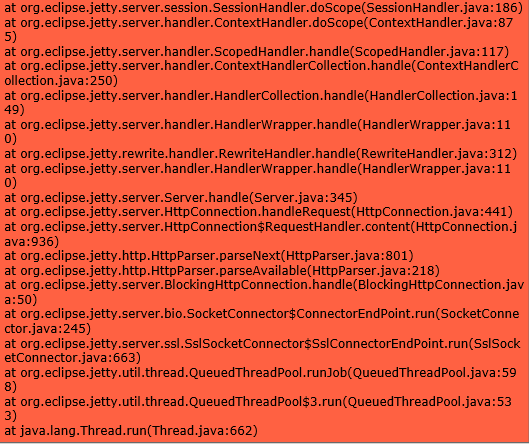 at org.eclipse.jetty.server.session.SessionHandler.doScope(SessionHandler.java:186)
at org.eclipse.jetty.server.handler.ContextHandler.doScope(ContextHandler.java:87
5)
at org.eclipse.jetty.server.handler.ScopedHandler.handle(ScopedHandler.java:117)
at org.eclipse.jetty.server.handler.ContextHandlerCollection.handle(ContextHandlerC
ollection.java:250)
at org.eclipse.jetty.server.handler.HandlerCollection.handle(HandlerCollection.java:1
49)
at org.eclipse.jetty.server.handler.HandlerWrapper.handle(HandlerWrapper.java:11
0)
at org.eclipse.jetty.rewrite.handler.RewriteHandler.handle(RewriteHandler.java:312)
at org.eclipse.jetty.server.handler.HandlerWrapper.handle(HandlerWrapper.java:11
0)
at org.eclipse.jetty.server.Server.handle(Server.java:345)
at org.eclipse.jetty.server.HttpConnection.handleRequest(HttpConnection.java:441)
at org.eclipse.jetty.server.HttpConnection$RequestHandler.content(HttpConnection.j
ava:936)
at org.eclipse.jetty.http.HttpParser.parseNext(HttpParser.java:801)
at org.eclipse.jetty.http.HttpParser.parseAvailable(HttpParser.java:218)
at org.eclipse.jetty.server.BlockingHttpConnection.handle(BlockingHttpConnection.jav
a:50)
at org.eclipse.jetty.server.bio.SocketConnector$ConnectorEndPoint.run(SocketConne
ctor.java:245)
at org.eclipse.jetty.server.ssl.SslSocketConnector$SslConnectorEndPoint.run(SslSock
etConnector.java:663)
at org.eclipse.jetty.util.thread.QueuedThreadPool.runJob(QueuedThreadPool.java:59
8)
at org.eclipse.jetty.util.thread.QueuedThreadPool$3.run(QueuedThreadPool.java:53
3)
at java.lang.Thread.run(Thread.java:662)